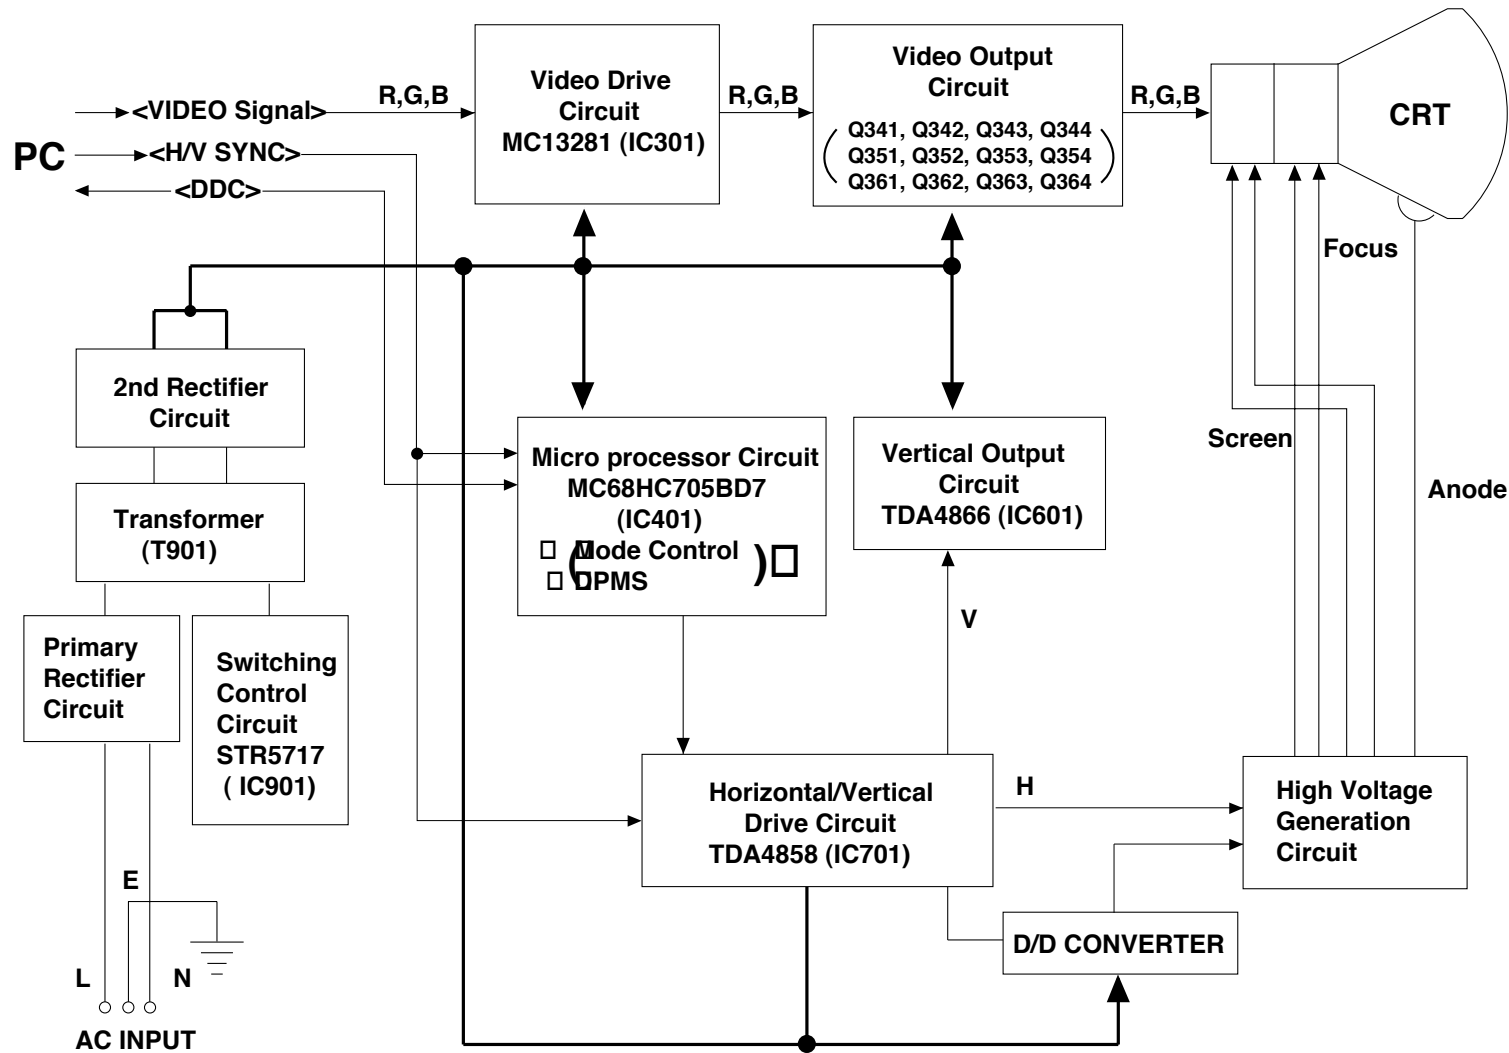 PC
<VIDEO Signal>
<H/V SYNC>
<DDC>
R,G,B
Video Drive
Circuit
MC13281 (IC301)
R,G,B
Video Output
Circuit
Q341, Q342, Q343, Q344
Q351, Q352, Q353, Q354
Q361, Q362, Q363, Q364
R,G,B
CRT
Focus
Screen
Anode
2nd Rectifier
Circuit
Transformer
(T901)
Primary
Rectifier
Circuit
Switching
Control
Circuit
STR5717
( IC901)
Micro processor Circuit
MC68HC705BD7
(IC401)
(Mode Control
DPMS )
Vertical Output
Circuit
TDA4866 (IC601)
V
Horizontal/Vertical
Drive Circuit
TDA4858 (IC701)
H
High Voltage
Generation
Circuit
D/D CONVERTER
E
L
N
AC INPUT